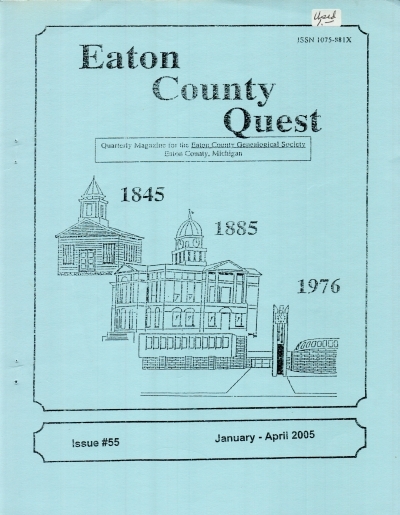 Used
ISSN 1075-881X
Eaton
County
Quest
Quarterly Magazine for the Eaton County Genealogical Society
Eaton County, Michigan
1845
1885
1976
Issue #55
January - April 2005